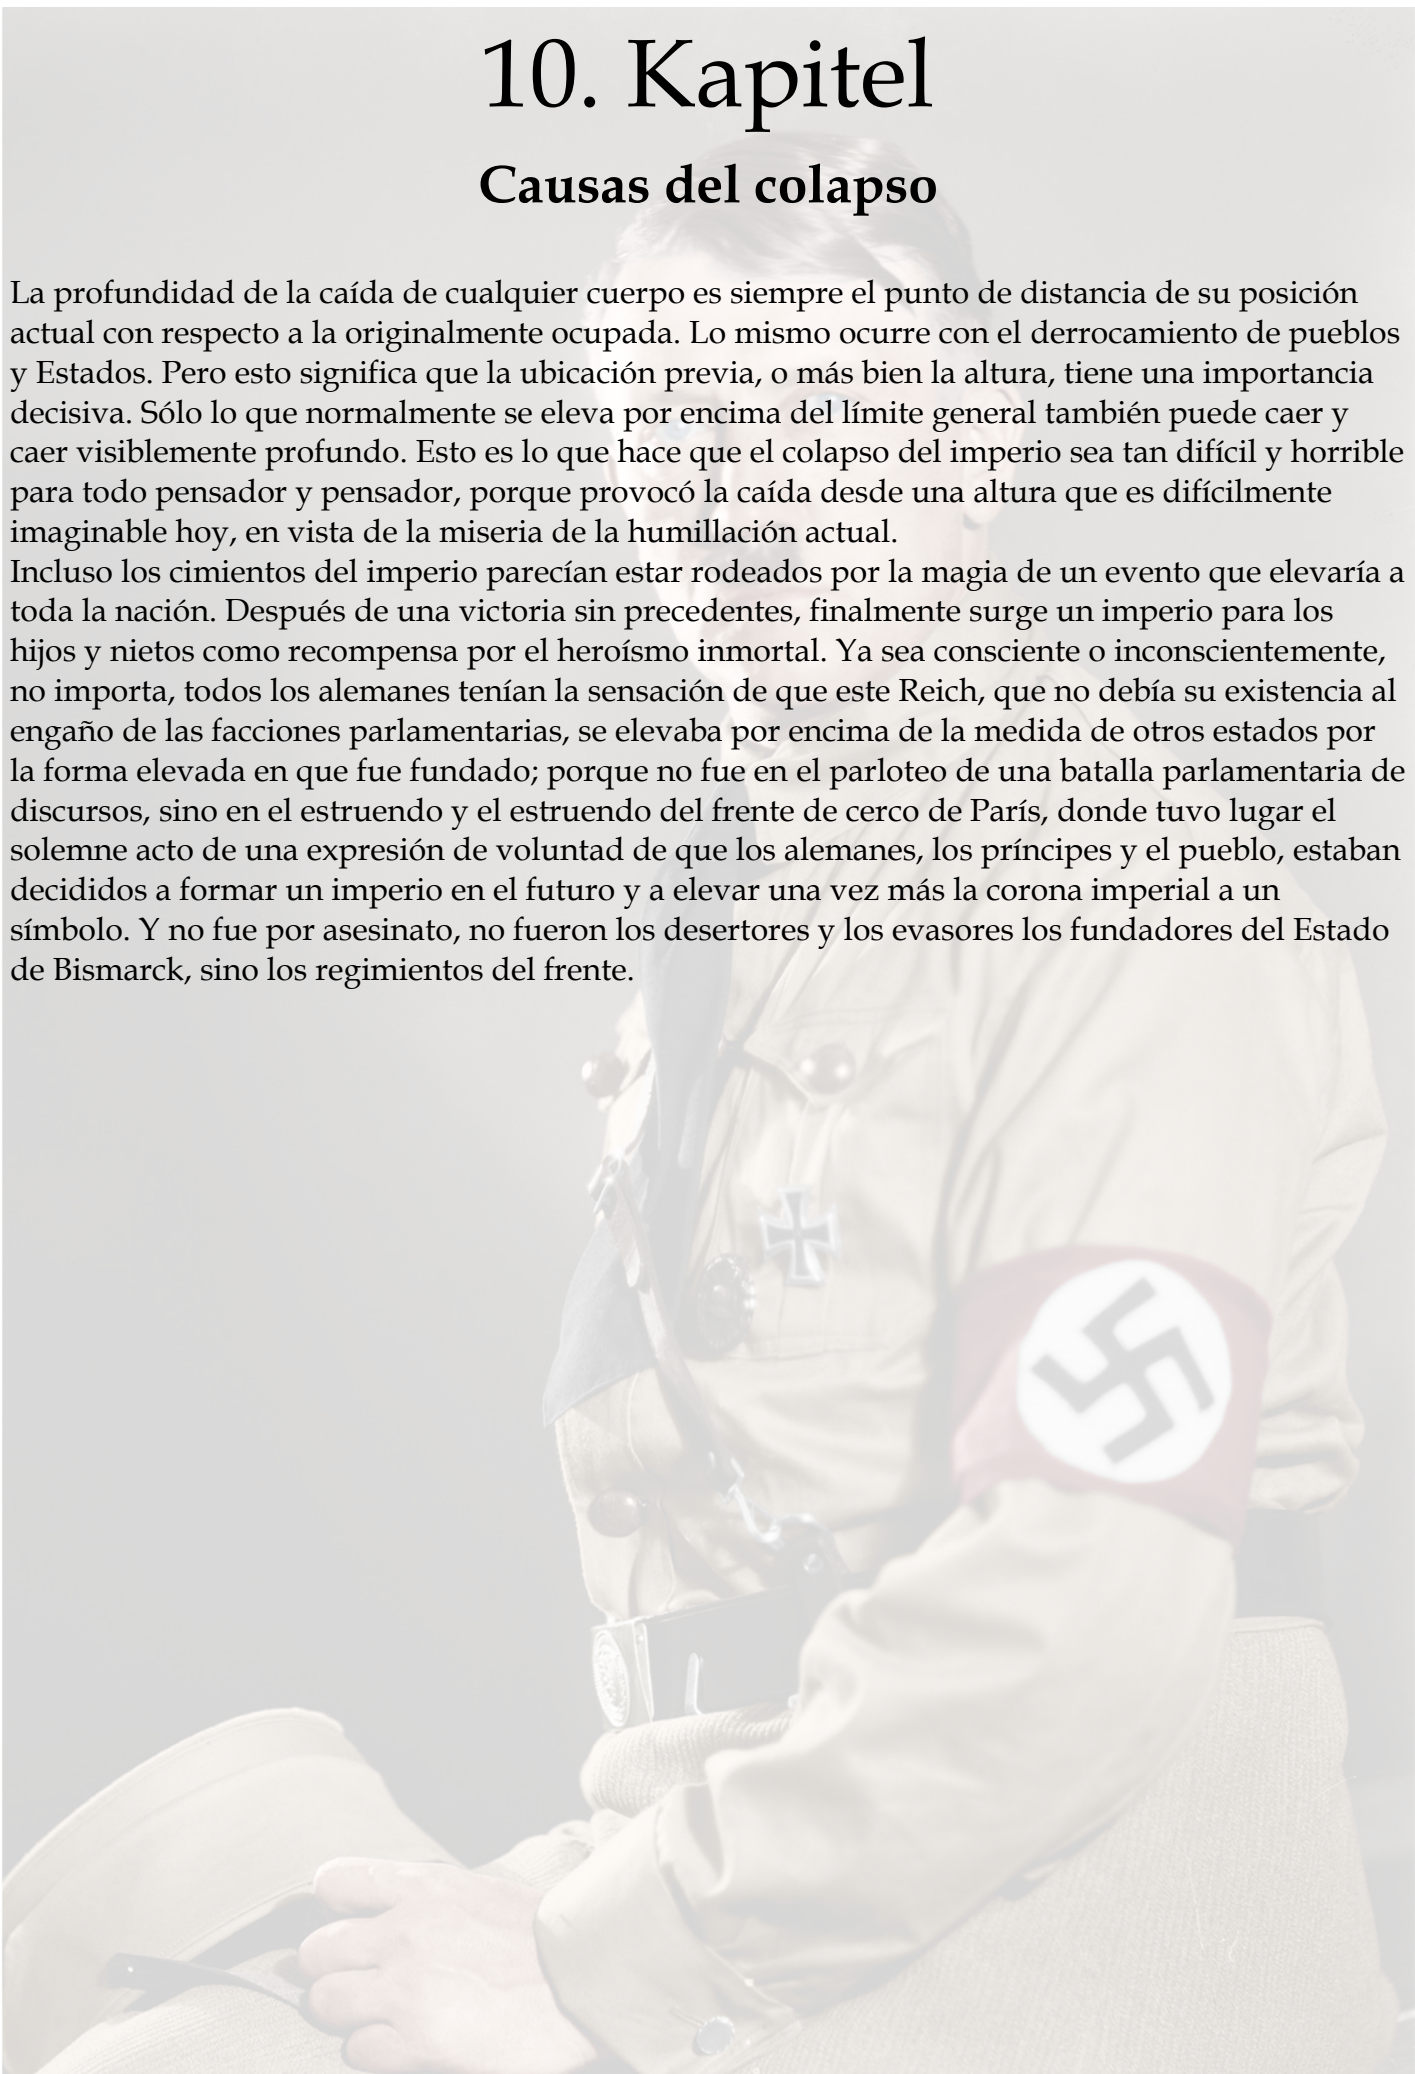 10. Kapitel
Causas del colapso
La profundidad de la caída de cualquier cuerpo es siempre el punto de distancia de su posición
actual con respecto a la originalmente ocupada. Lo mismo ocurre con el derrocamiento de pueblos
y Estados. Pero esto significa que la ubicación previa, o más bien la altura, tiene una importancia
decisiva. Sólo lo que normalmente se eleva por encima del límite general también puede caer y
caer visiblemente profundo. Esto es lo que hace que el colapso del imperio sea tan difícil y horrible
para todo pensador y pensador, porque provocó la caída desde una altura que es difícilmente
imaginable hoy, en vista de la miseria de la humillación actual.
Incluso los cimientos del imperio parecían estar rodeados por la magia de un evento que elevaría a
toda la nación. Después de una victoria sin precedentes, finalmente surge un imperio para los
hijos y nietos como recompensa por el heroísmo inmortal. Ya sea consciente o inconscientemente,
no importa, todos los alemanes tenían la sensación de que este Reich, que no debía su existencia al
engaño de las facciones parlamentarias, se elevaba por encima de la medida de otros estados por
la forma elevada en que fue fundado; porque no fue en el parloteo de una batalla parlamentaria de
discursos, sino en el estruendo y el estruendo del frente de cerco de París, donde tuvo lugar el
solemne acto de una expresión de voluntad de que los alemanes, los príncipes y el pueblo, estaban
decididos a formar un imperio en el futuro y a elevar una vez más la corona imperial a un
símbolo. Y no fue por asesinato, no fueron los desertores y los evasores los fundadores del Estado
de Bismarck, sino los regimientos del frente.